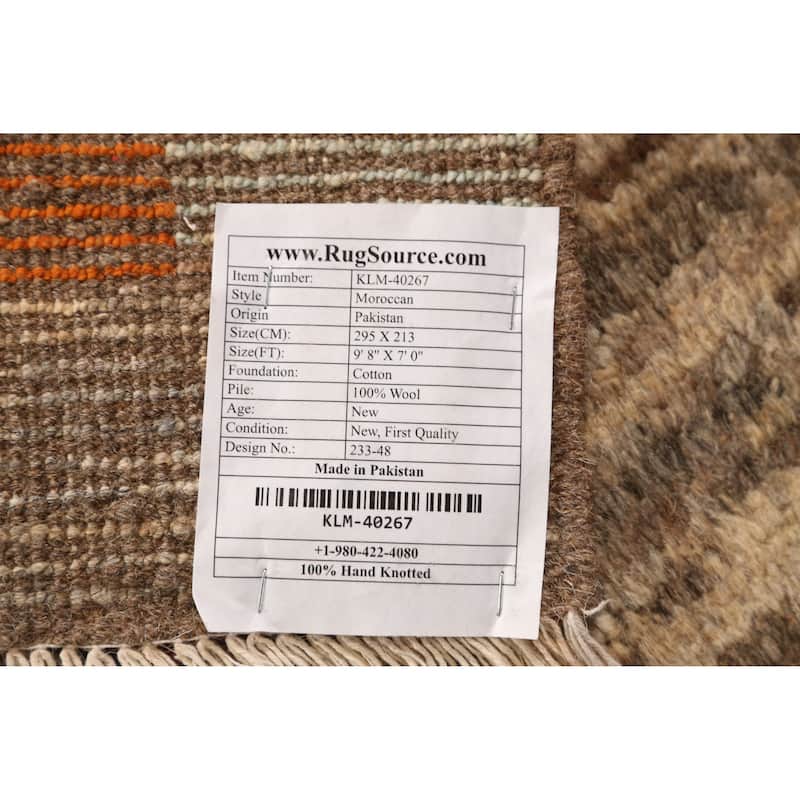 www.RugSource.com
Item Number: KLM-40267
Style Moroccan
Origin Pakistan
Size(CM): 295 X 213
Size(FT): 9' 8" X 7' 0"
Foundation: Cotton
Pile: 100% Wool
Age: New
Condition: New, First Quality
Design No.: 233-48
Made in Pakistan
KLM-40267
+1-980-422-4080
100% Hand Knotted